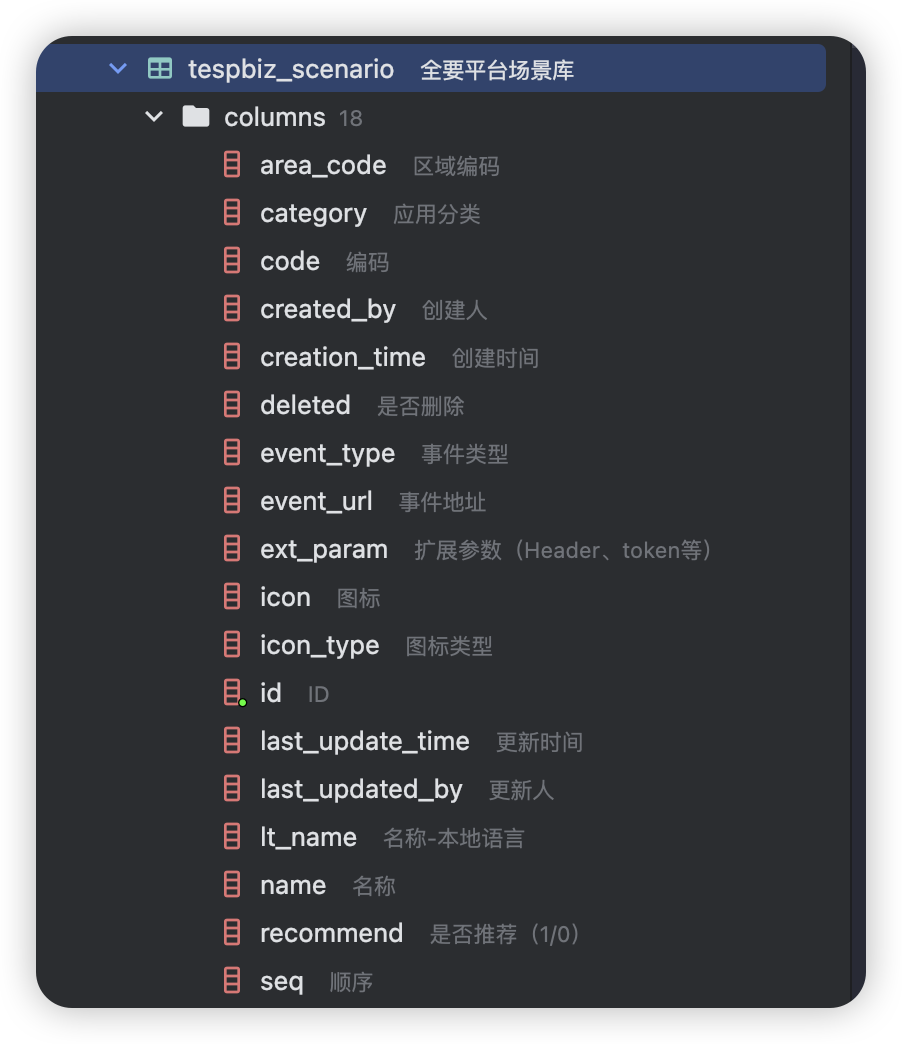 tespbiz_scenario 全要平台场景库
columns 18
area_code 区域编码
category 应用分类
code 编码
created_by 创建人
creation_time 创建时间
deleted 是否删除
event_type 事件类型
event_url 事件地址
ext_param 扩展参数（Header、token等）
icon 图标
icon_type 图标类型
id ID
last_update_time 更新时间
last_updated_by 更新人
lt_name 名称-本地语言
name 名称
recommend 是否推荐（1/0）
seq 顺序